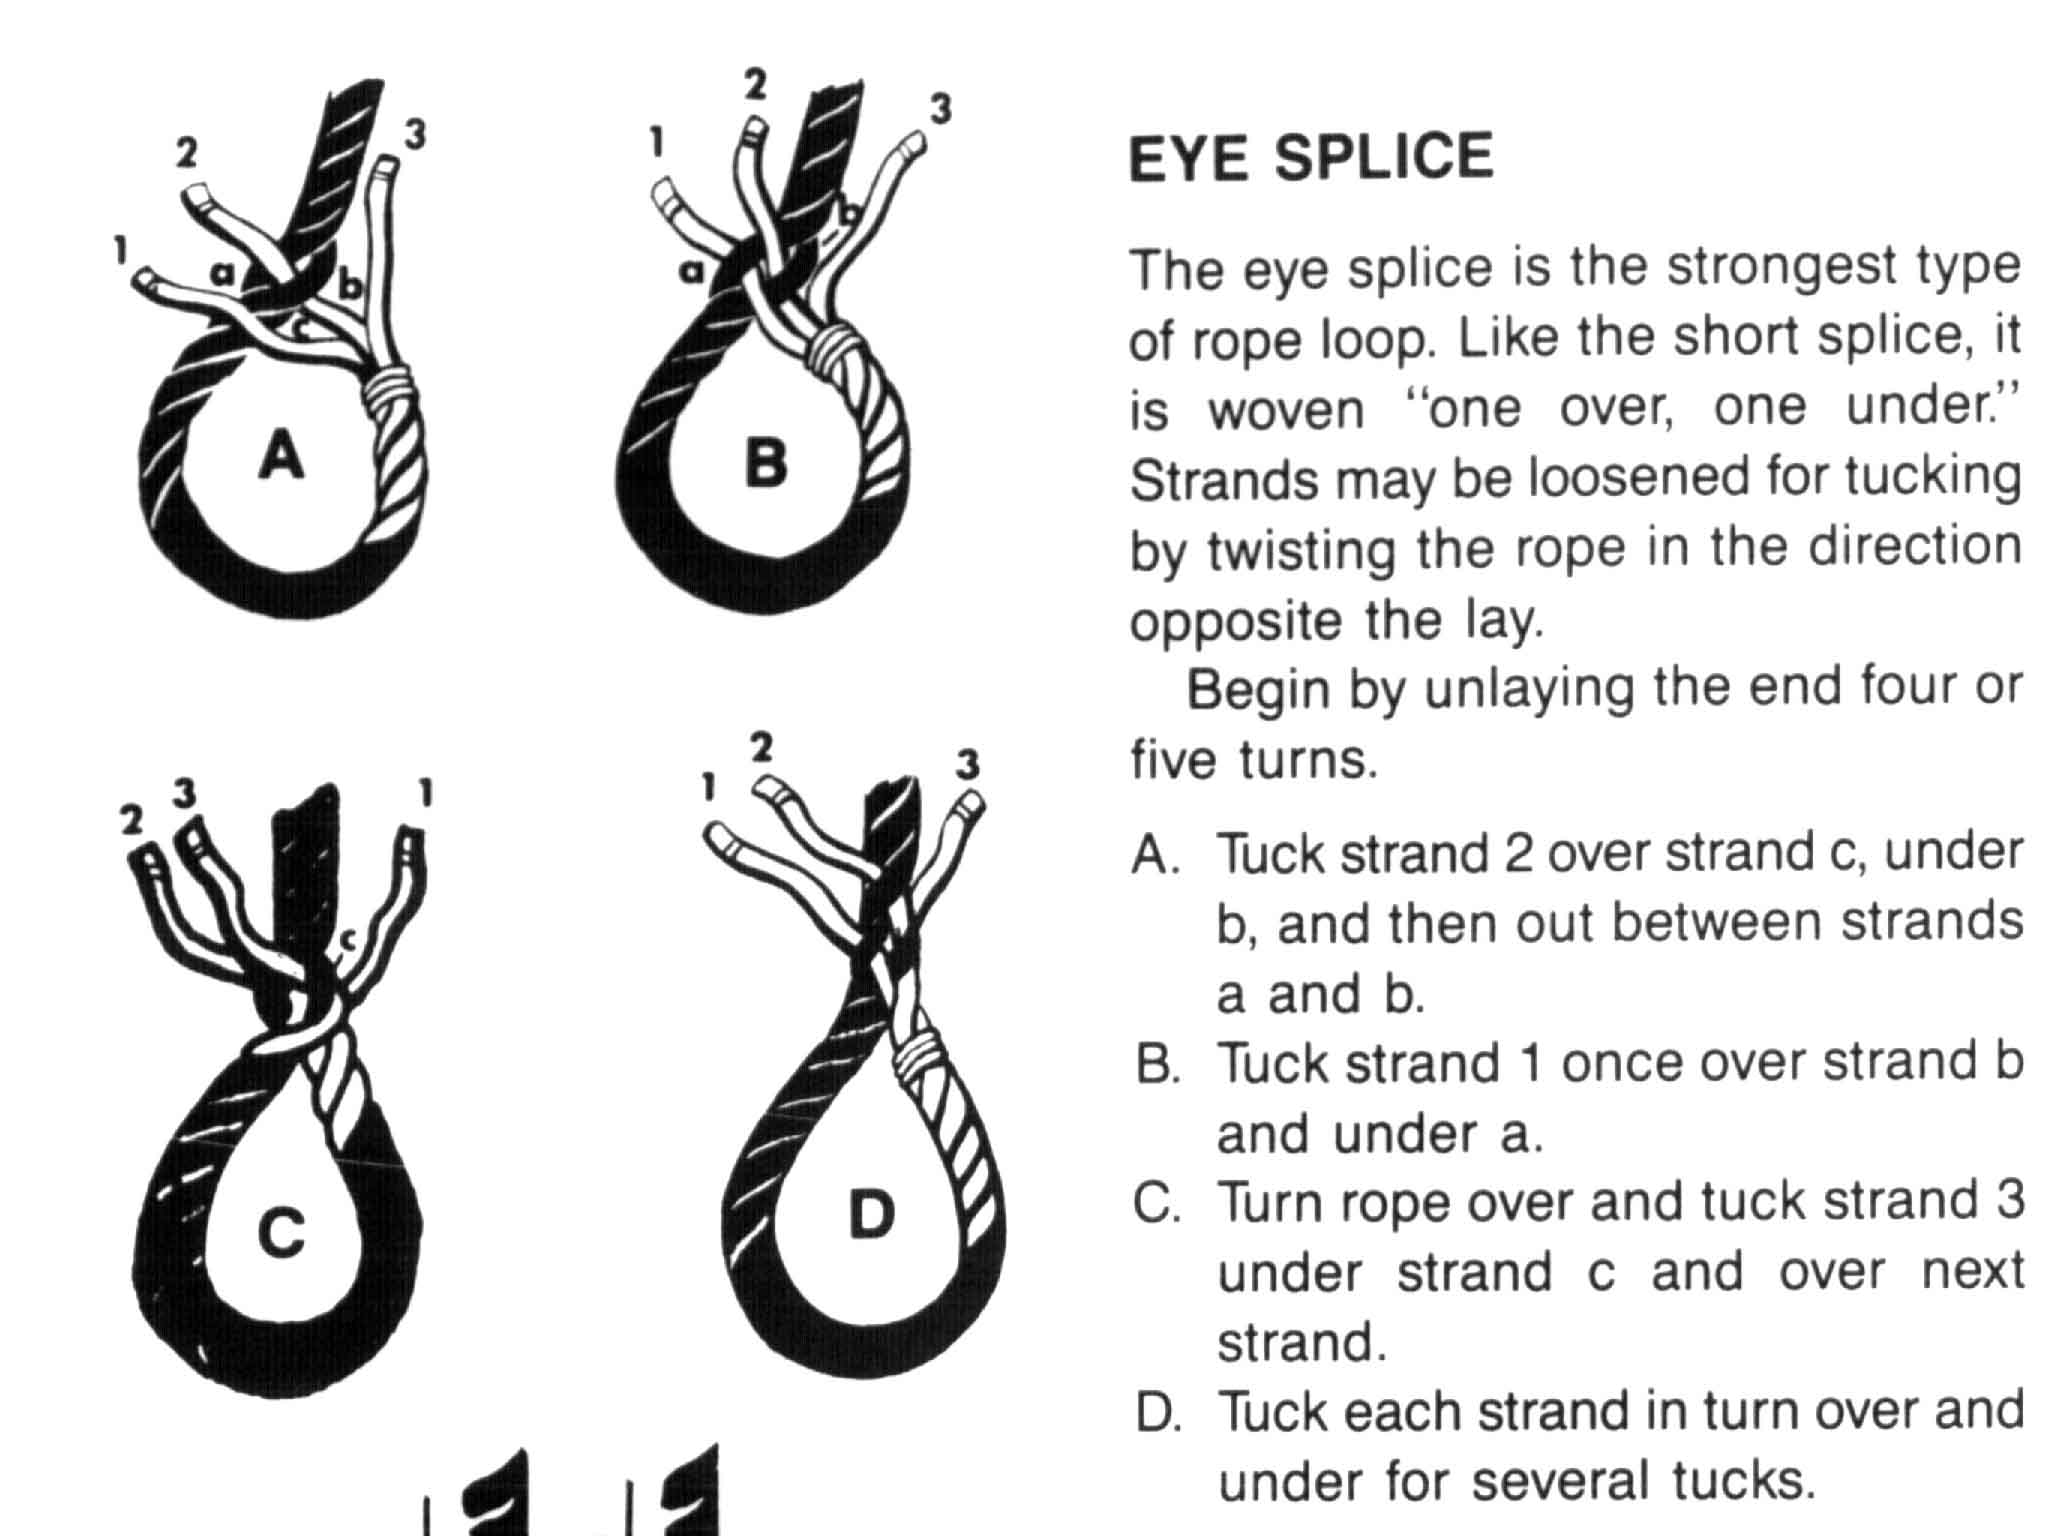 2
3
1
a
b
c
A
1
2
3
a
b
B
2
3
1
c
C
1
2
3
D
EYE SPLICE
The eye splice is the strongest type
of rope loop. Like the short splice, it
is woven “one over, one under.”
Strands may be loosened for tucking
by twisting the rope in the direction
opposite the lay.
Begin by unlaying the end four or
five turns.
A. Tuck strand 2 over strand c, under
b, and then out between strands
a and b.
B. Tuck strand 1 once over strand b
and under a.
C. Turn rope over and tuck strand 3
under strand c and over next
strand.
D. Tuck each strand in turn over and
under for several tucks.